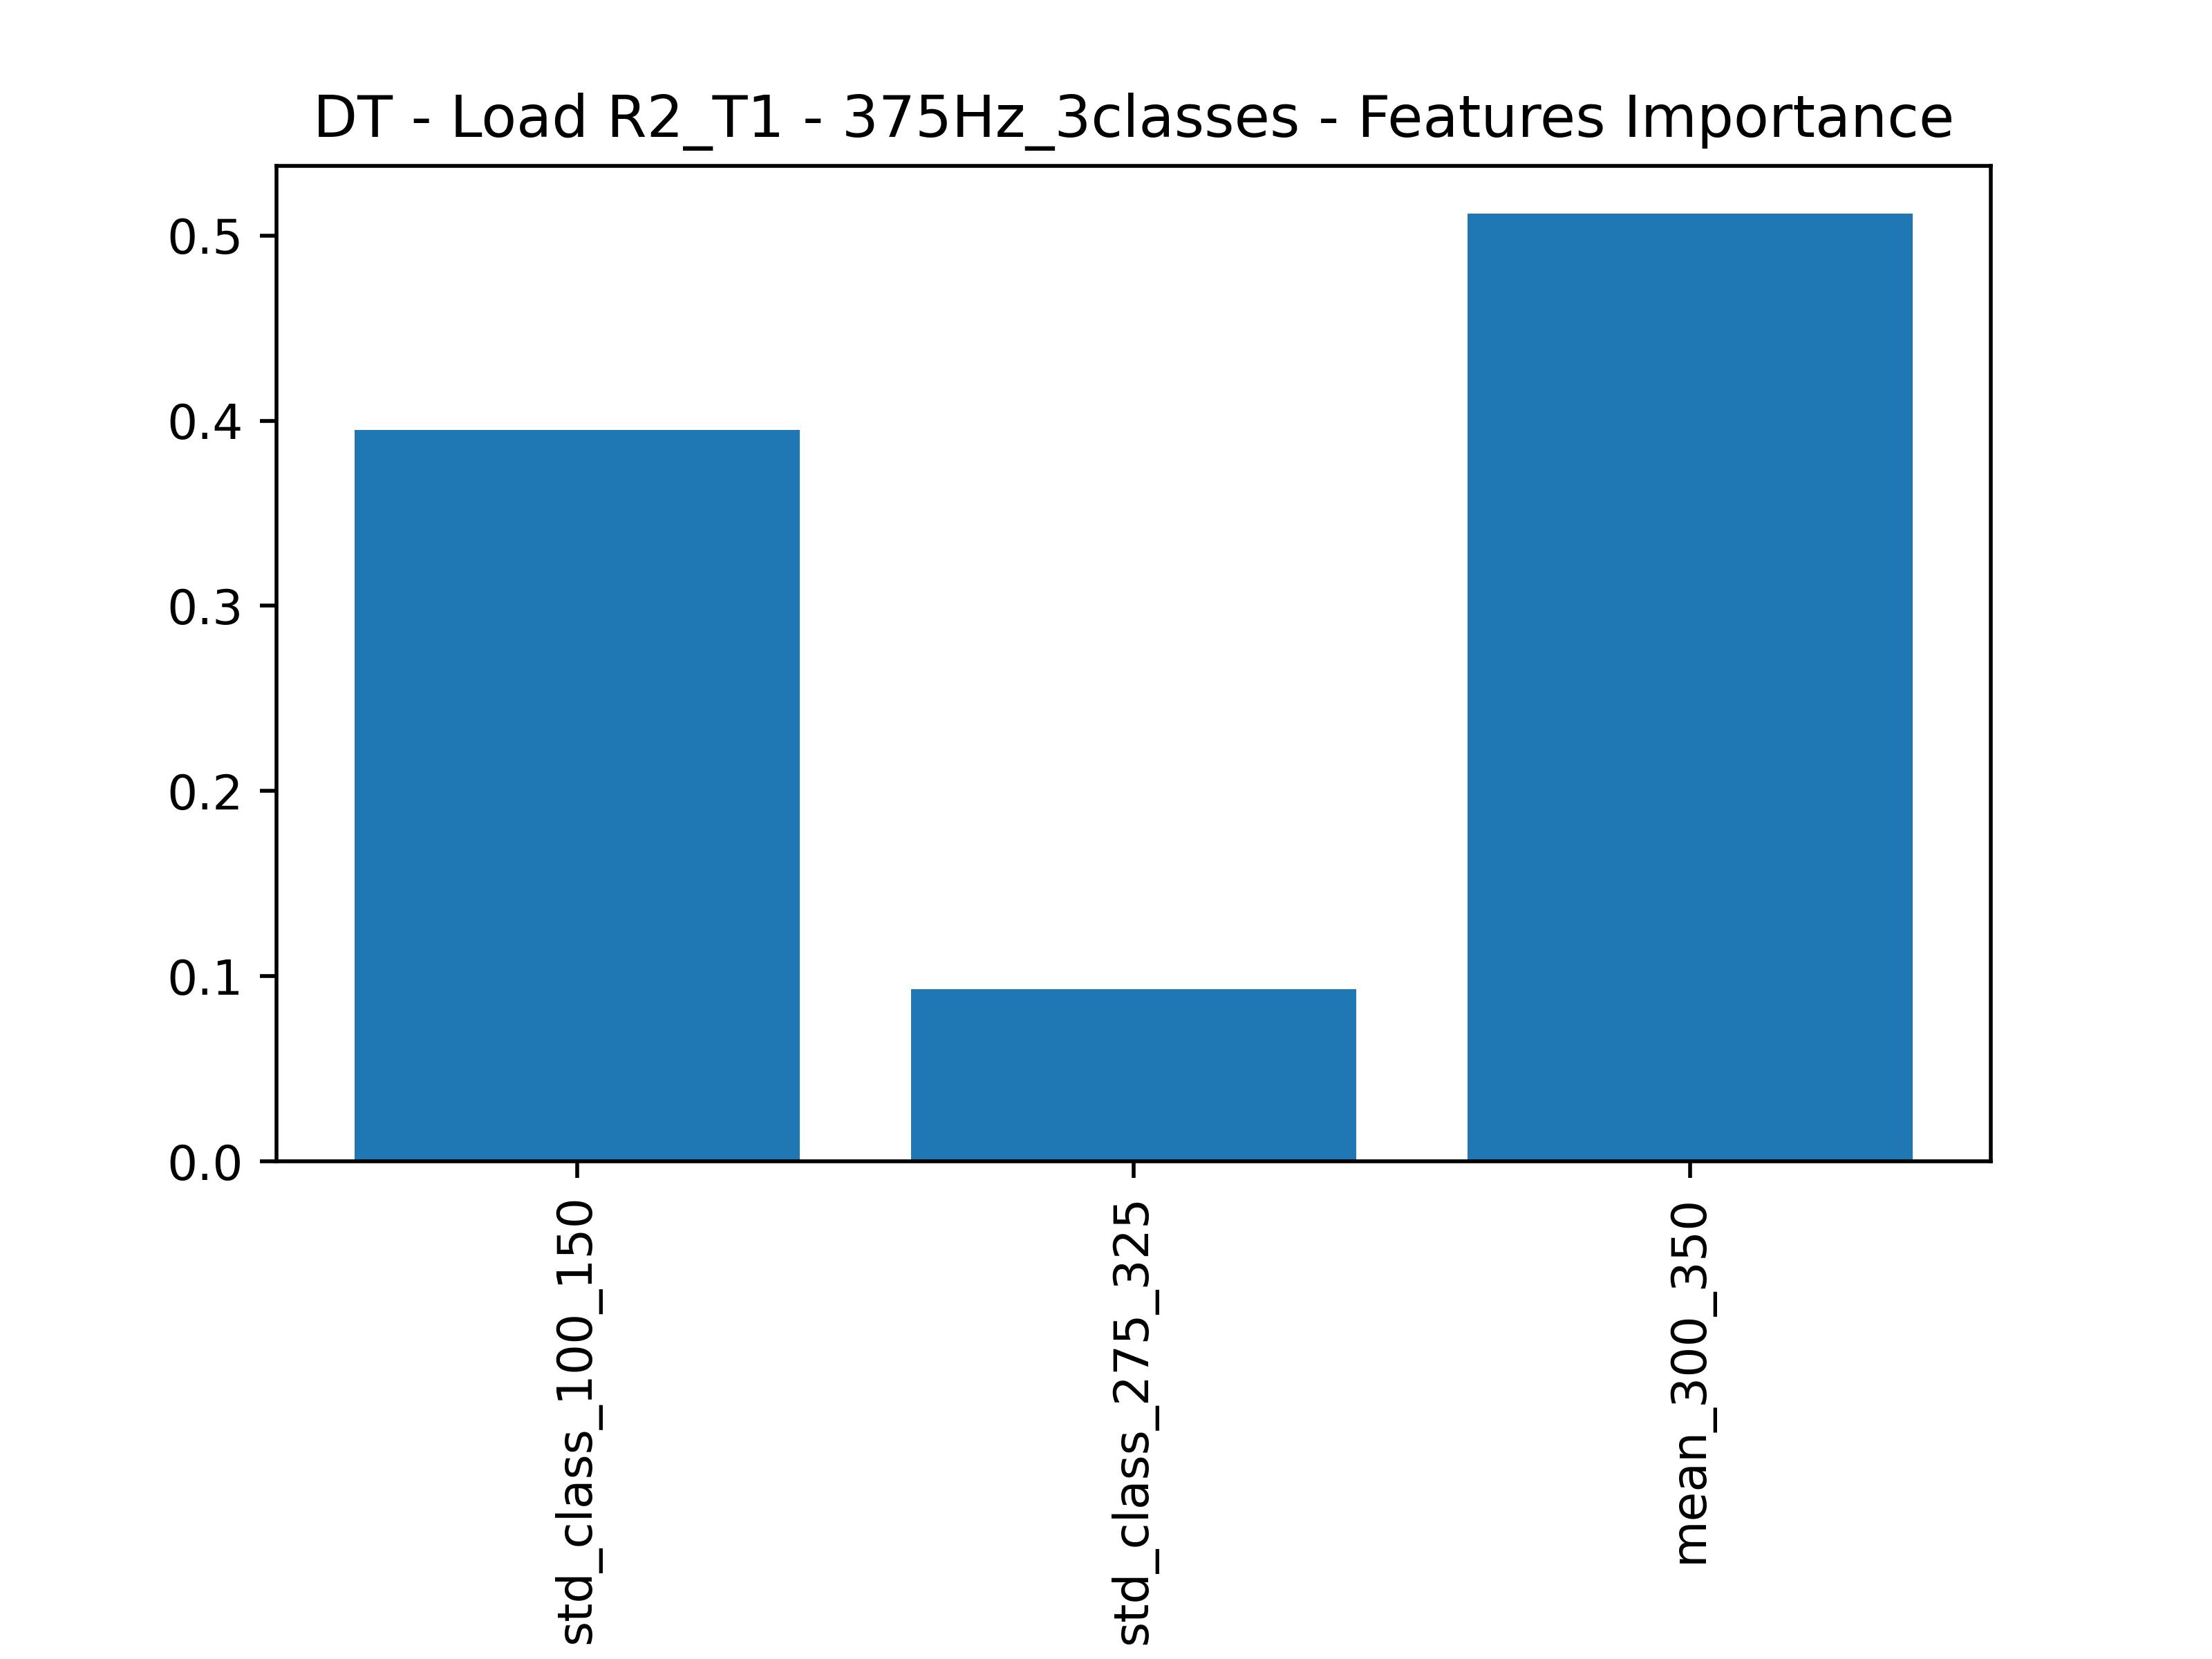 DT - Load R2_T1 - 375Hz_3classes - Features Importance
0.5
0.4
0.3
0.2
0.1
0.0
std_class_100_150
std_class_275_325
mean_300_350